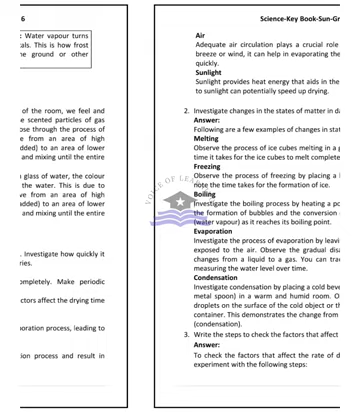 6
: Water vapour turns
als. This is how frost
he ground or other
of the room, we feel and
e scented particles of gas
ose through the process of
ve from an area of high
added) to an area of lower
and mixing until the entire
glass of water, the colour
the water. This is due to
ve from an area of high
added) to an area of lower
and mixing until the entire
. Investigate how quickly it
ries.
ompletely. Make periodic
actors affect the drying time
poration process, leading to
ion process and result in
Science-Key Book-Sun-Gr
Air
Adequate air circulation plays a crucial role
breeze or wind, it can help in evaporating the
quickly.
Sunlight
Sunlight provides heat energy that aids in the
to sunlight can potentially speed up drying.
2. Investigate changes in the states of matter in da
Answer:
Following are a few examples of changes in stat
Melting
Observe the process of ice cubes melting in a g
time it takes for the ice cubes to melt complete
Freezing
Observe the process of freezing by placing a
note the time takes for the formation of ice.
Boiling
Investigate the boiling process by heating a po
the formation of bubbles and the conversion
(water vapour) as it reaches its boiling point.
Evaporation
Investigate the process of evaporation by leavi
exposed to the air. Observe the gradual disa
changes from a liquid to a gas. You can trac
measuring the water level over time.
Condensation
Investigate condensation by placing a cold beve
metal spoon) in a warm and humid room. O
droplets on the surface of the cold object or th
container. This demonstrates the change from
(condensation).
3. Write the steps to check the factors that affect
Answer:
To check the factors that affect the rate of d
experiment with the following steps:
VOICE OF LEA